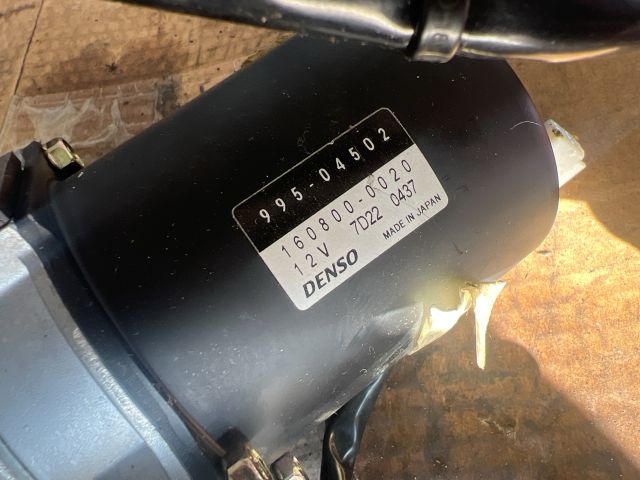 995-04502
160800-0020
12V 7D22 0437
DENSO MADE IN JAPAN